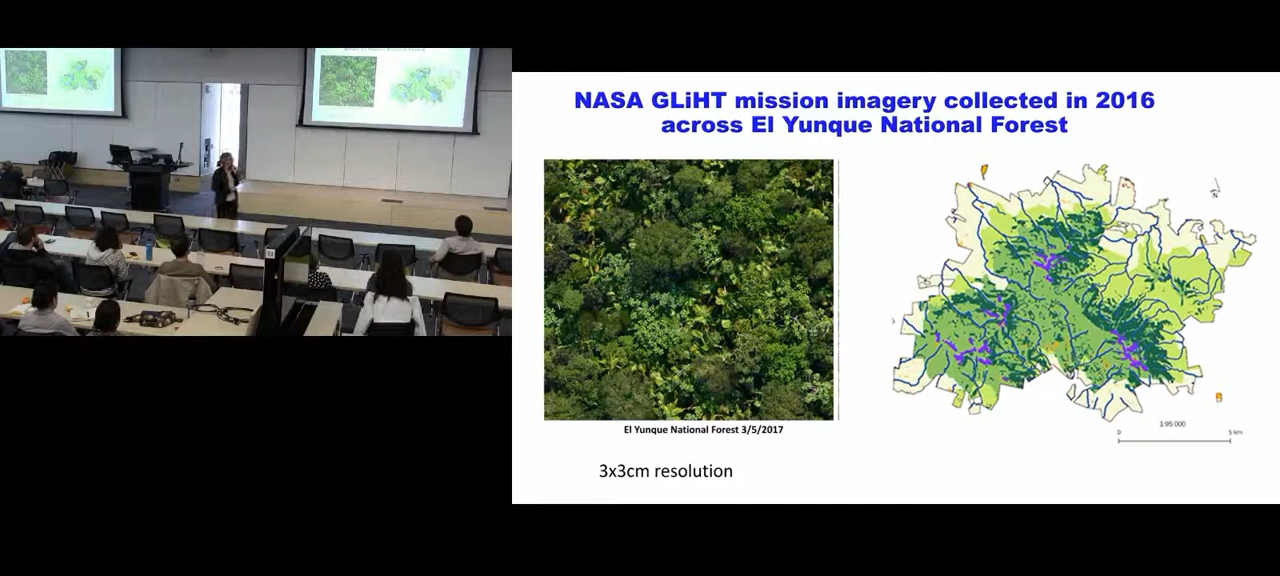 NASA GLiHT mission imagery collected in 2016
across El Yunque National Forest
El Yunque National Forest 3/5/2017
3x3cm resolution
N
1:95 000
0 5 km